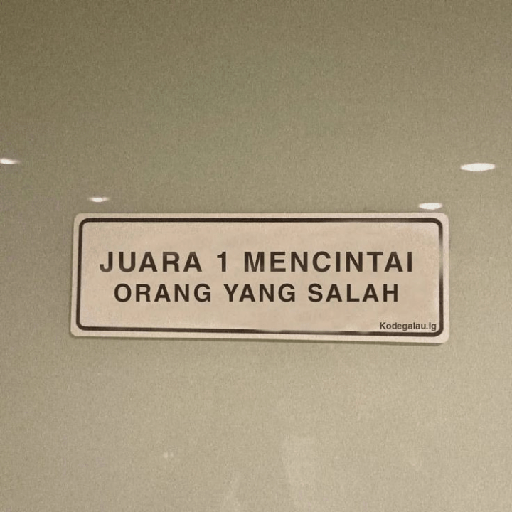 JUARA 1 MENCINTAI
ORANG YANG SALAH
Kodegalau.ig